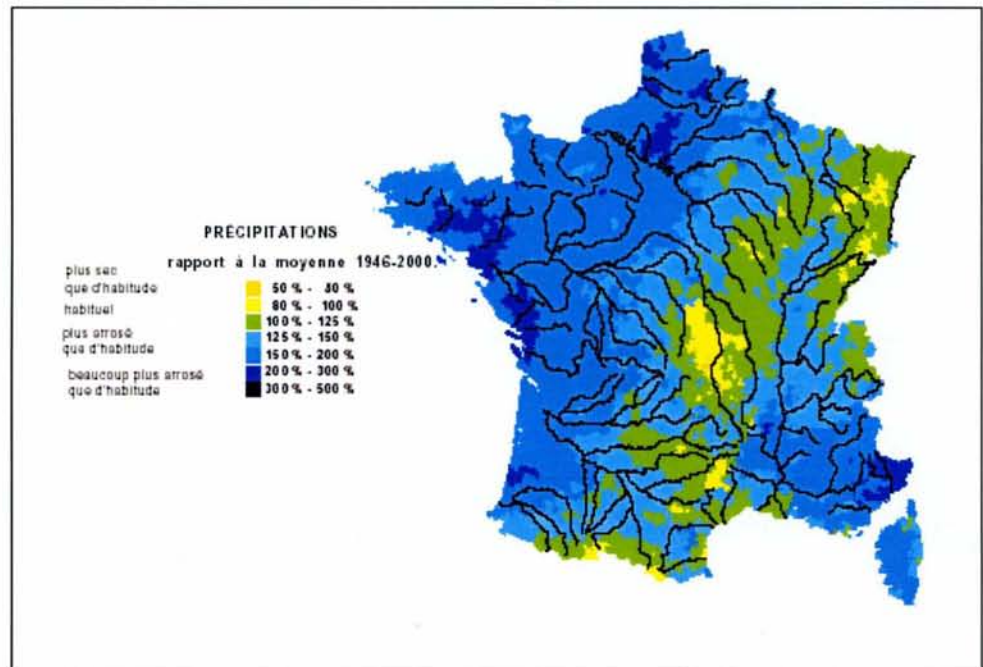 PRÉCIPITATIONS
rapport à la moyenne 1946-2000.
plus sec
que d'habitude
habituel
plus arrosé
que d'habitude
beaucoup plus arrosé
que d'habitude
50 % - 80 %
80 % - 100 %
100 % - 125 %
125 % - 150 %
150 % - 200 %
200 % - 300 %
300 % - 500 %